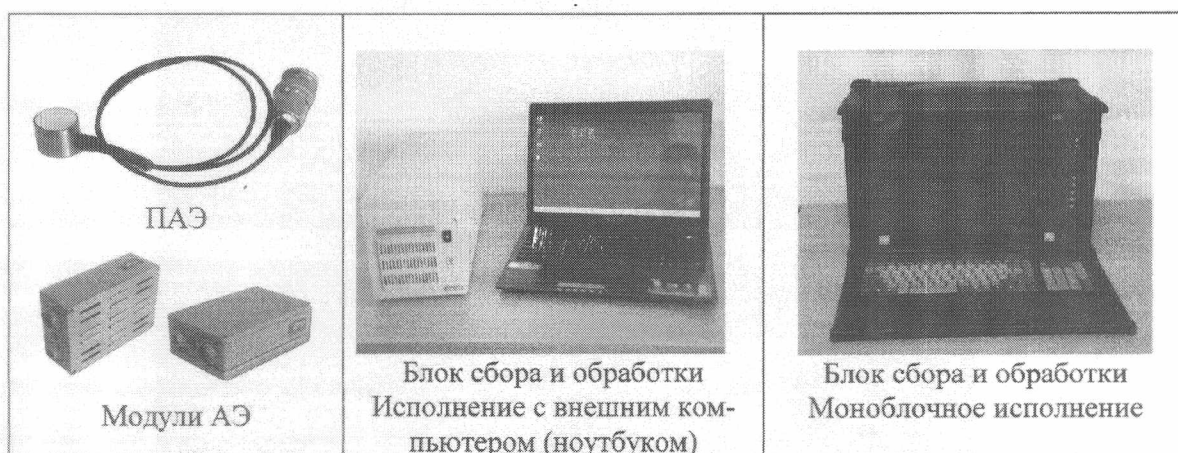 ПАЭ
Модули АЭ
Блок сбора и обработки
Исполнение с внешним ком-
пьютером (ноутбуком)
Блок сбора и обработки
Моноблочное исполнение